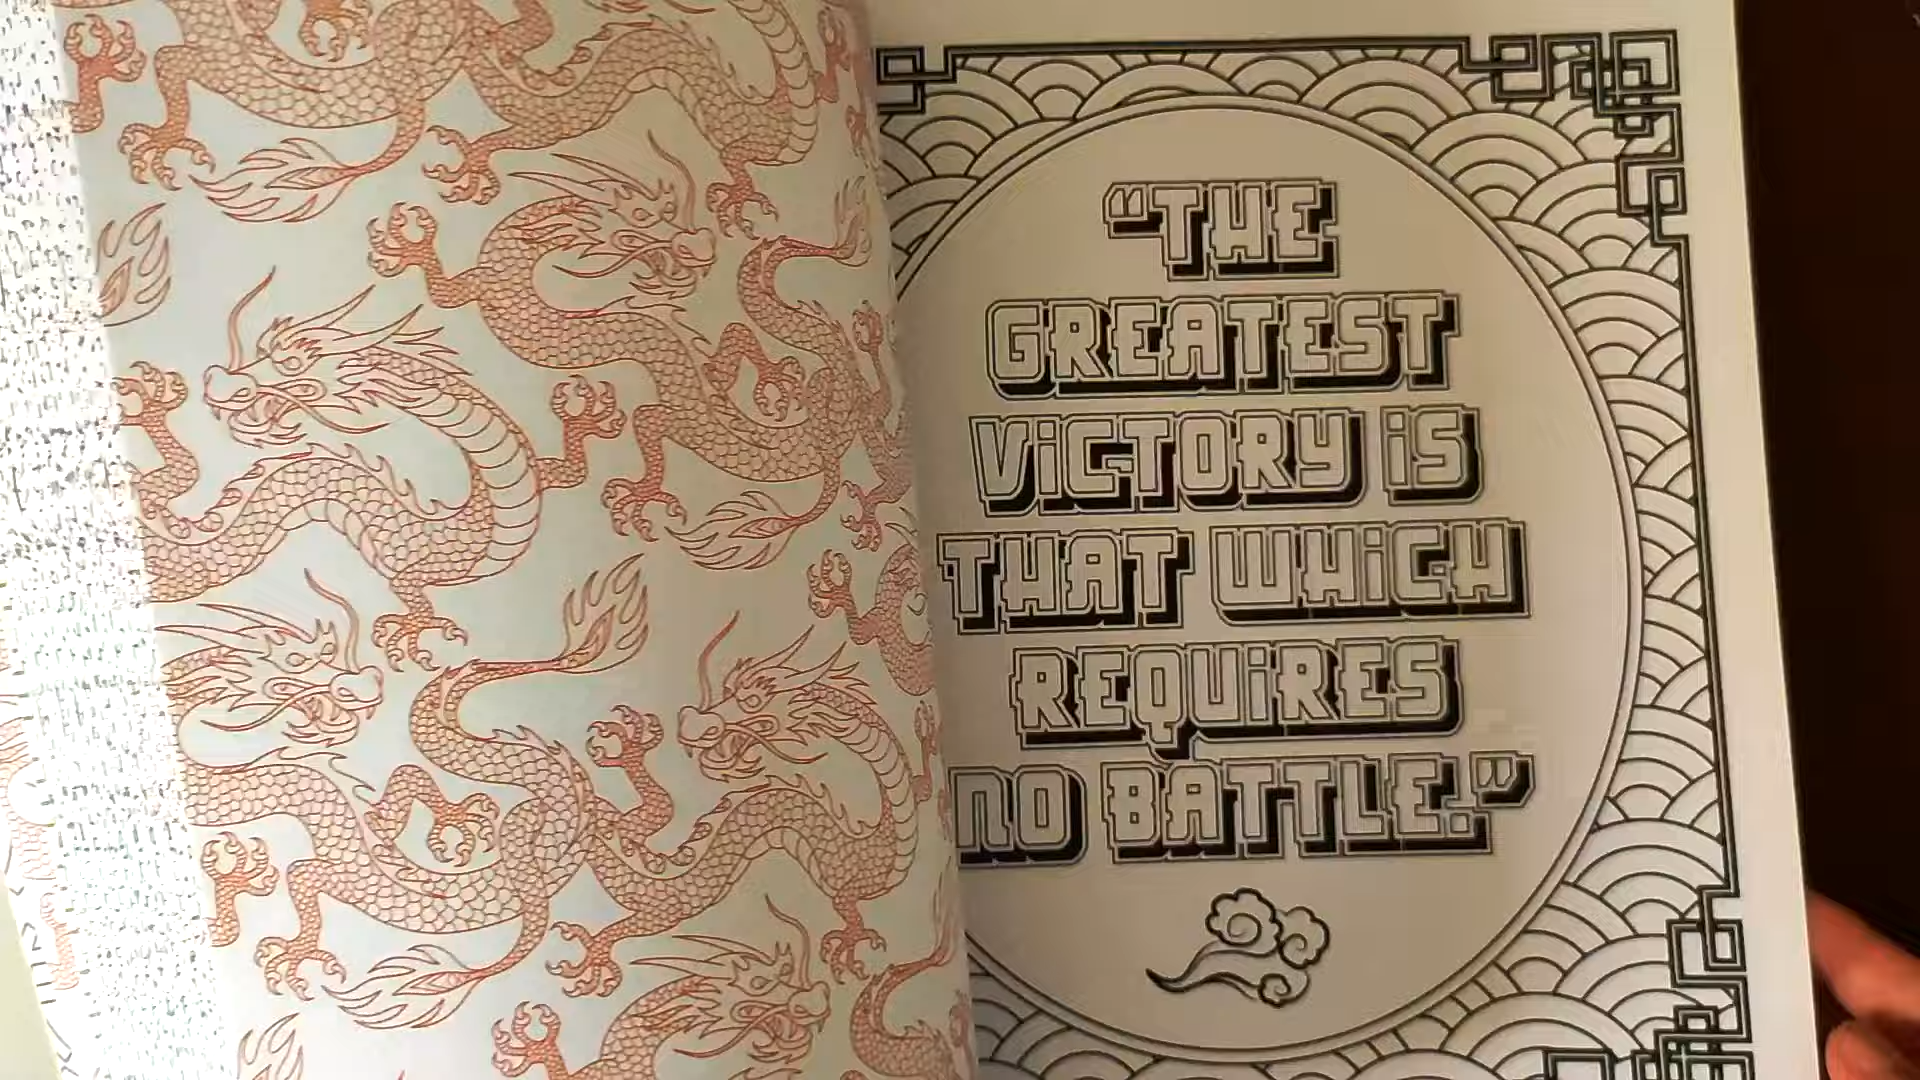 “THE
GREATEST
ViCTORY iS
THAT WHiCH
REQUiRES
NO BATTLE.”